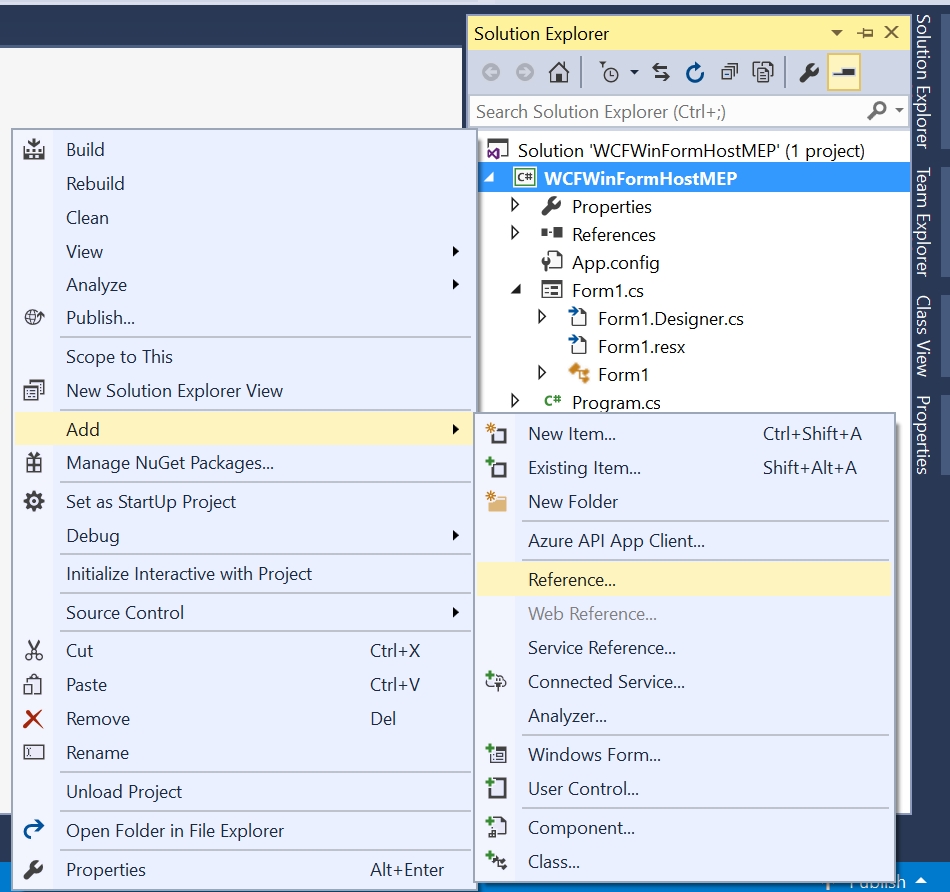 Solution Explorer
Search Solution Explorer (Ctrl+;)
Solution 'WCFWinFormHostMEP' (1 project)
C# WCFWinFormHostMEP
Properties
References
App.config
Form1.cs
Form1.Designer.cs
Form1.resx
Form1
C# Program.cs
Build
Rebuild
Clean
View
Analyze
Publish...
Scope to This
New Solution Explorer View
Add
Manage NuGet Packages...
Set as StartUp Project
Debug
Initialize Interactive with Project
Source Control
Cut Ctrl+X
Paste Ctrl+V
Remove Del
Rename
Unload Project
Open Folder in File Explorer
Properties Alt+Enter
New Item... Ctrl+Shift+A
Existing Item... Shift+Alt+A
New Folder
Azure API App Client...
Reference...
Web Reference...
Service Reference...
Connected Service...
Analyzer...
Windows Form...
User Control...
Component...
Class...
Solution Explorer
Team Explorer
Class View
Properties
Publish